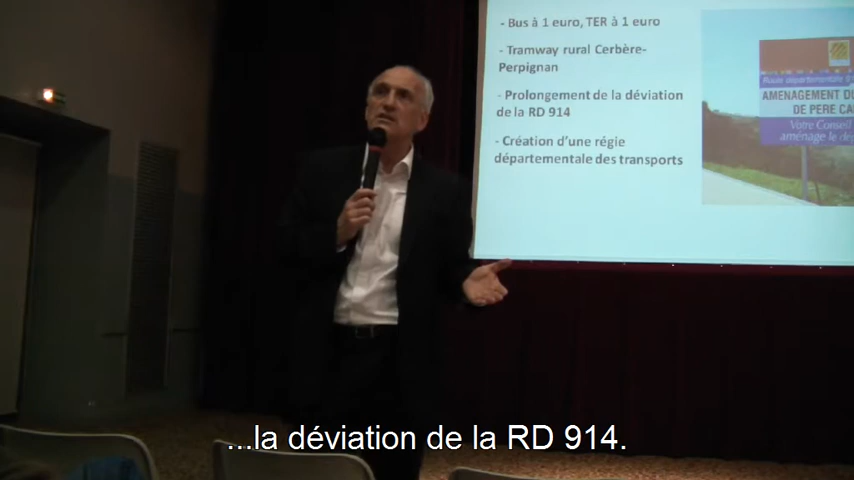 - Bus à 1 euro, TER à 1 euro
- Tramway rural Cerbère-
Perpignan
- Prolongement de la déviation
de la RD 914
- Création d'une régie
départementale des transports
AMENAGEMENT DU
DE PERE
Votre Conseil
aménage le
...la déviation de la RD 914.